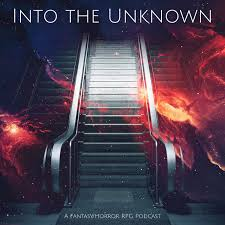 Into the Unknown
A Fantasy/Horror RPG podcast